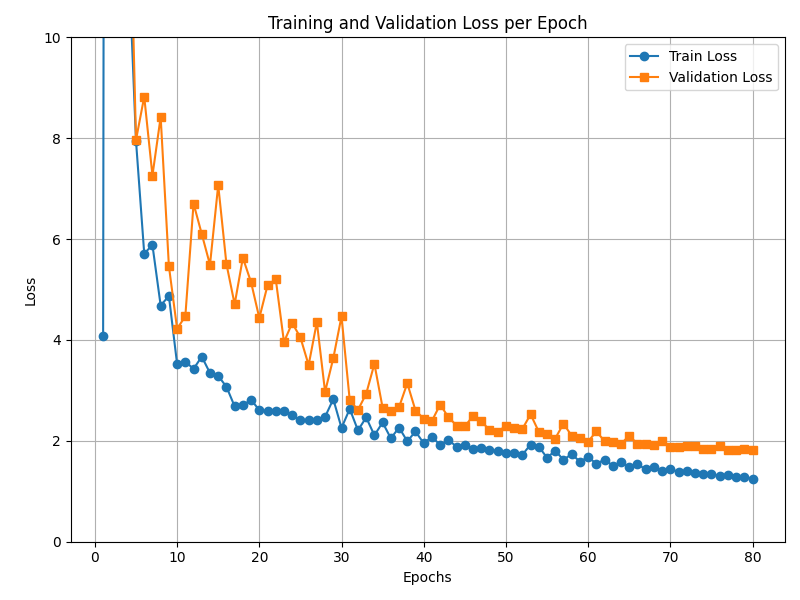 Training and Validation Loss per Epoch
Train Loss
Validation Loss
10
8
6
4
2
0
Loss
0 10 20 30 40 50 60 70 80
Epochs